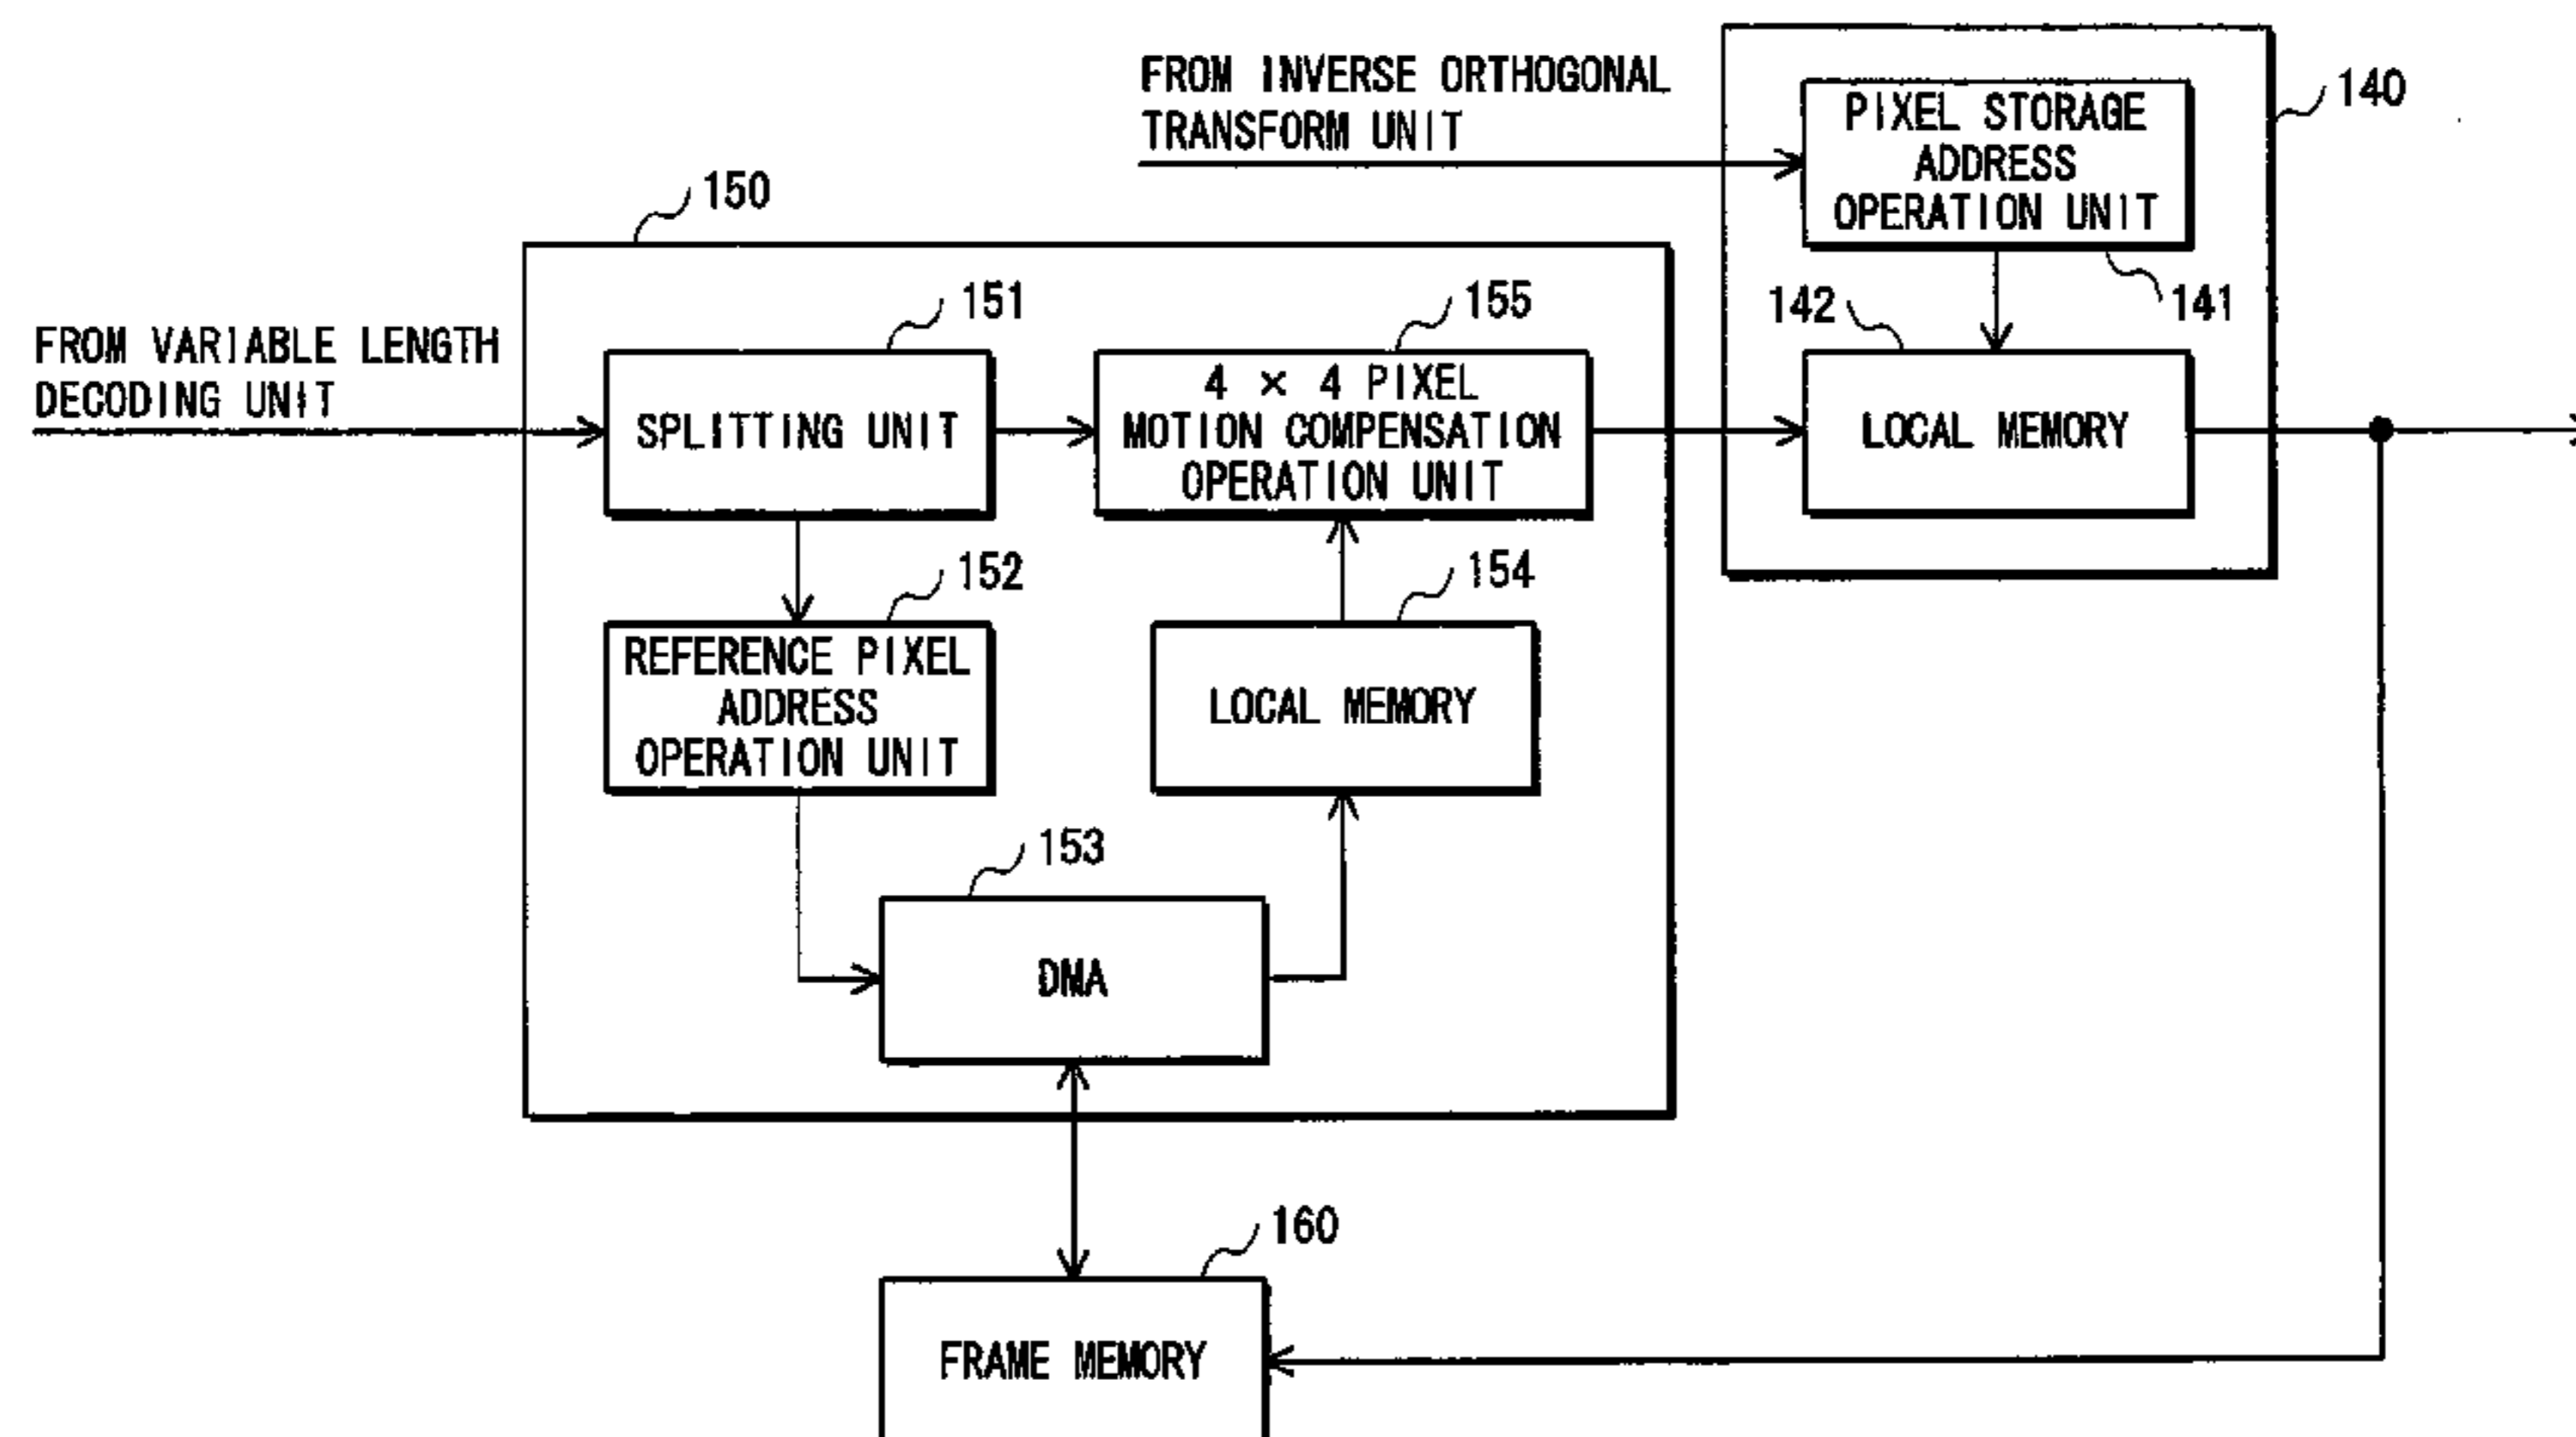 FROM INVERSE ORTHOGONAL
TRANSFORM UNIT
140
PIXEL STORAGE
ADDRESS
OPERATION UNIT
141
150
FROM VARIABLE LENGTH
DECODING UNIT
151
SPLITTING UNIT
155
4 × 4 PIXEL
MOTION COMPENSATION
OPERATION UNIT
142
LOCAL MEMORY
152
REFERENCE PIXEL
ADDRESS
OPERATION UNIT
154
LOCAL MEMORY
153
DMA
160
FRAME MEMORY